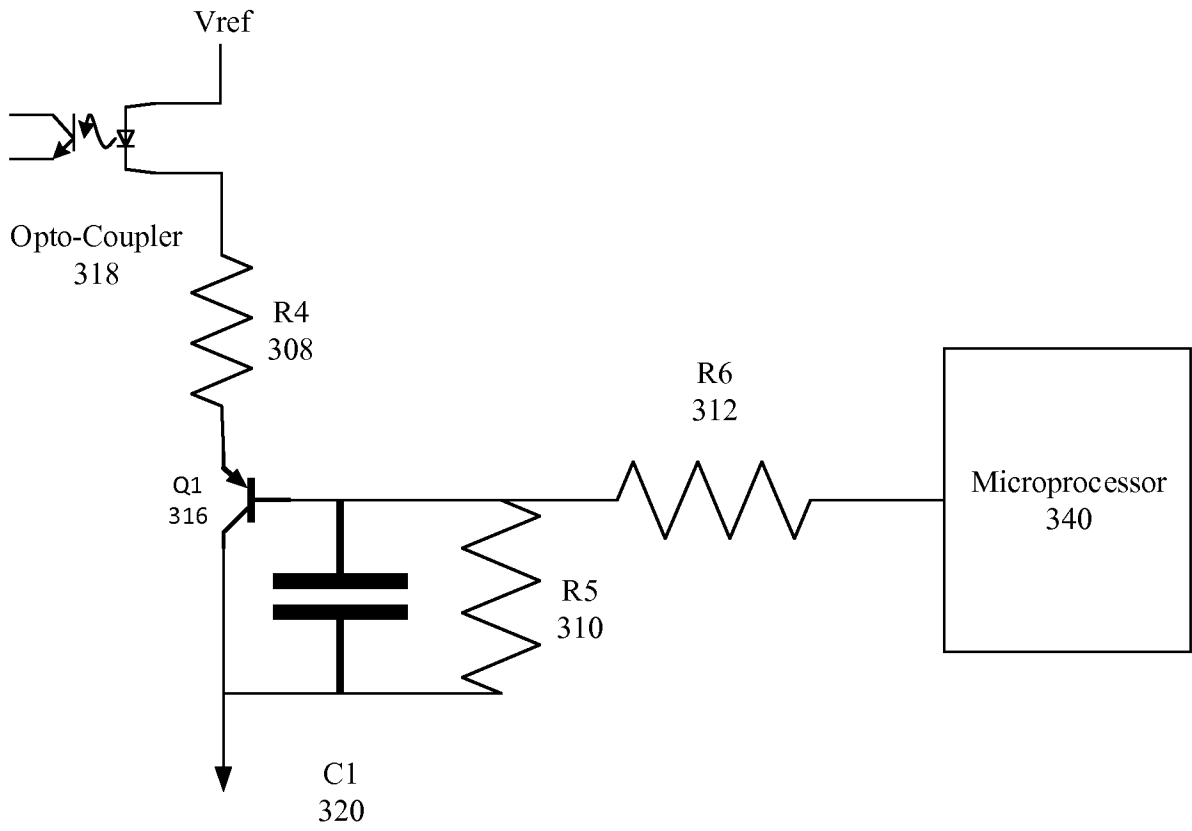 Vref
Opto-Coupler
318
R4
308
R6
312
Q1
316
Microprocessor
340
R5
310
C1
320